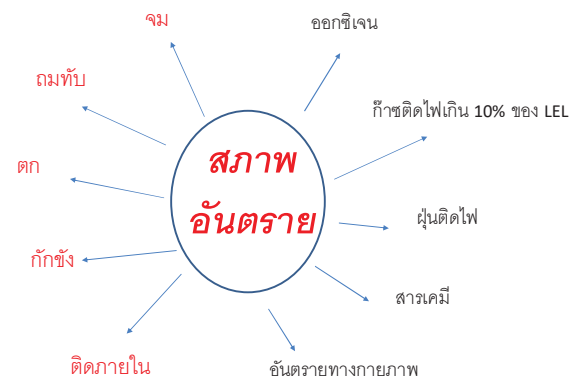 จม
ออกซิเจน
ถมทับ
ก๊าซติดไฟเกิน 10% ของ LEL
สภาพ
อันตราย
ตก
ฝุ่นติดไฟ
กักขัง
สารเคมี
ติดภายใน
อันตรายทางกายภาพ